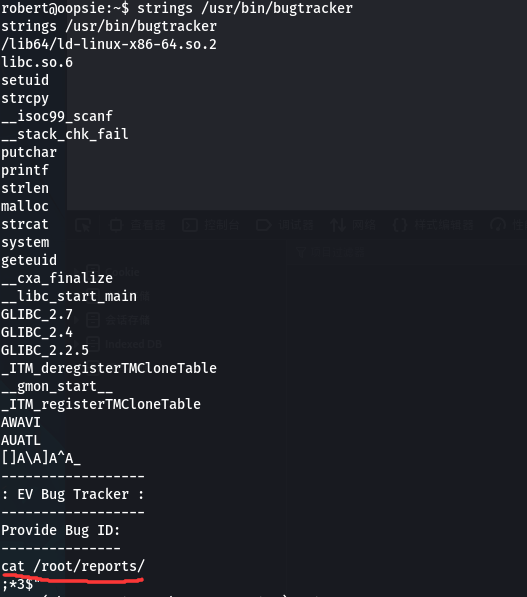 robert@oopsie:~$ strings /usr/bin/bugtracker
strings /usr/bin/bugtracker
/lib64/ld-linux-x86-64.so.2
libc.so.6
setuid
strcpy
__isoc99_scanf
__stack_chk_fail
putchar
printf
strlen
malloc
strcat
system
geteuid
__cxa_finalize
__libc_start_main
GLIBC_2.7
GLIBC_2.4
GLIBC_2.2.5
_ITM_deregisterTMCloneTable
__gmon_start__
_ITM_registerTMCloneTable
AWAVI
AUATL
[]A\A]A^A_
------------------
: EV Bug Tracker :
------------------
Provide Bug ID:
---------------
cat /root/reports/
;*3$"